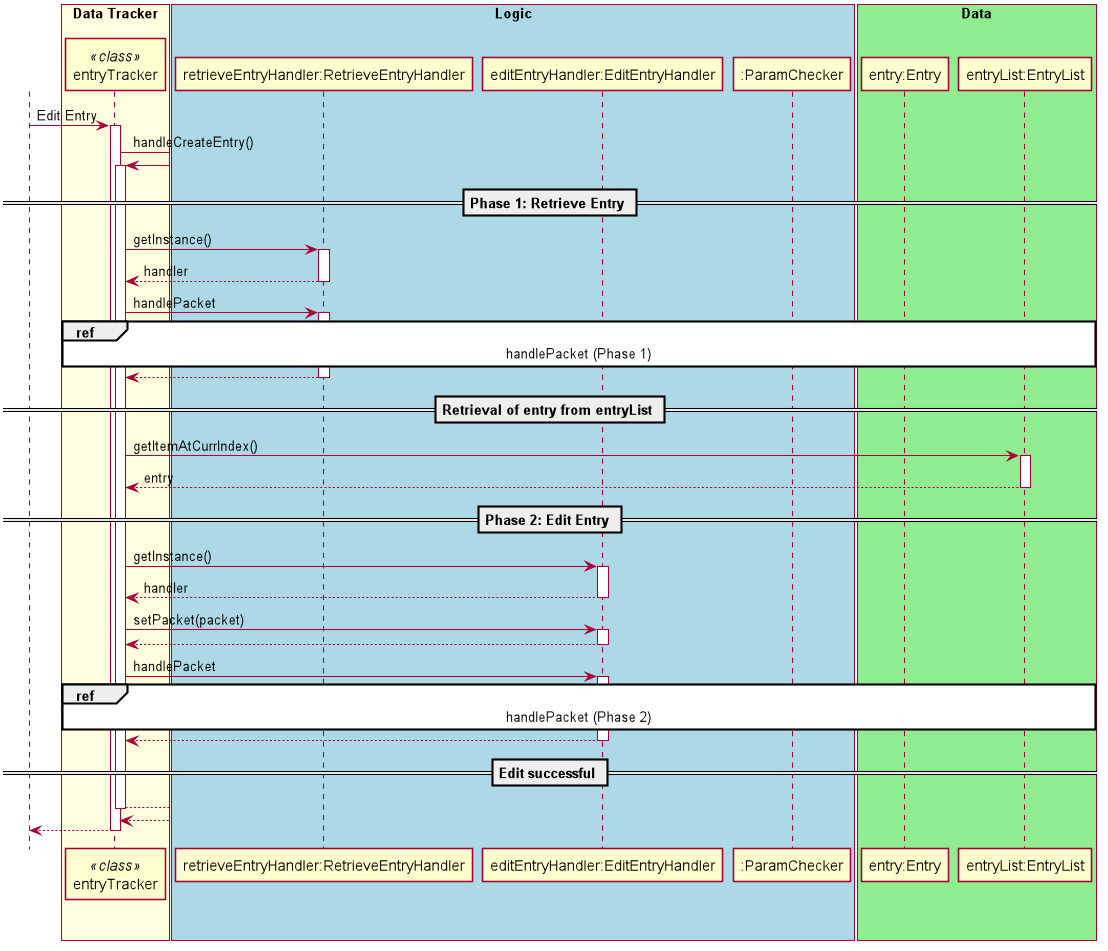 Data Tracker
Logic
Data
«class»
entryTracker
retrieveEntryHandler:RetrieveEntryHandler
editEntryHandler:EditEntryHandler
:ParamChecker
entry:Entry
entryList:EntryList
Edit Entry
handleCreateEntry()
Phase 1: Retrieve Entry
getInstance()
handler
handlePacket
ref
handlePacket (Phase 1)
Retrieval of entry from entryList
getItemAtCurrIndex()
entry
Phase 2: Edit Entry
getInstance()
handler
setPacket(packet)
handlePacket
ref
handlePacket (Phase 2)
Edit successful
«class»
entryTracker
retrieveEntryHandler:RetrieveEntryHandler
editEntryHandler:EditEntryHandler
:ParamChecker
entry:Entry
entryList:EntryList